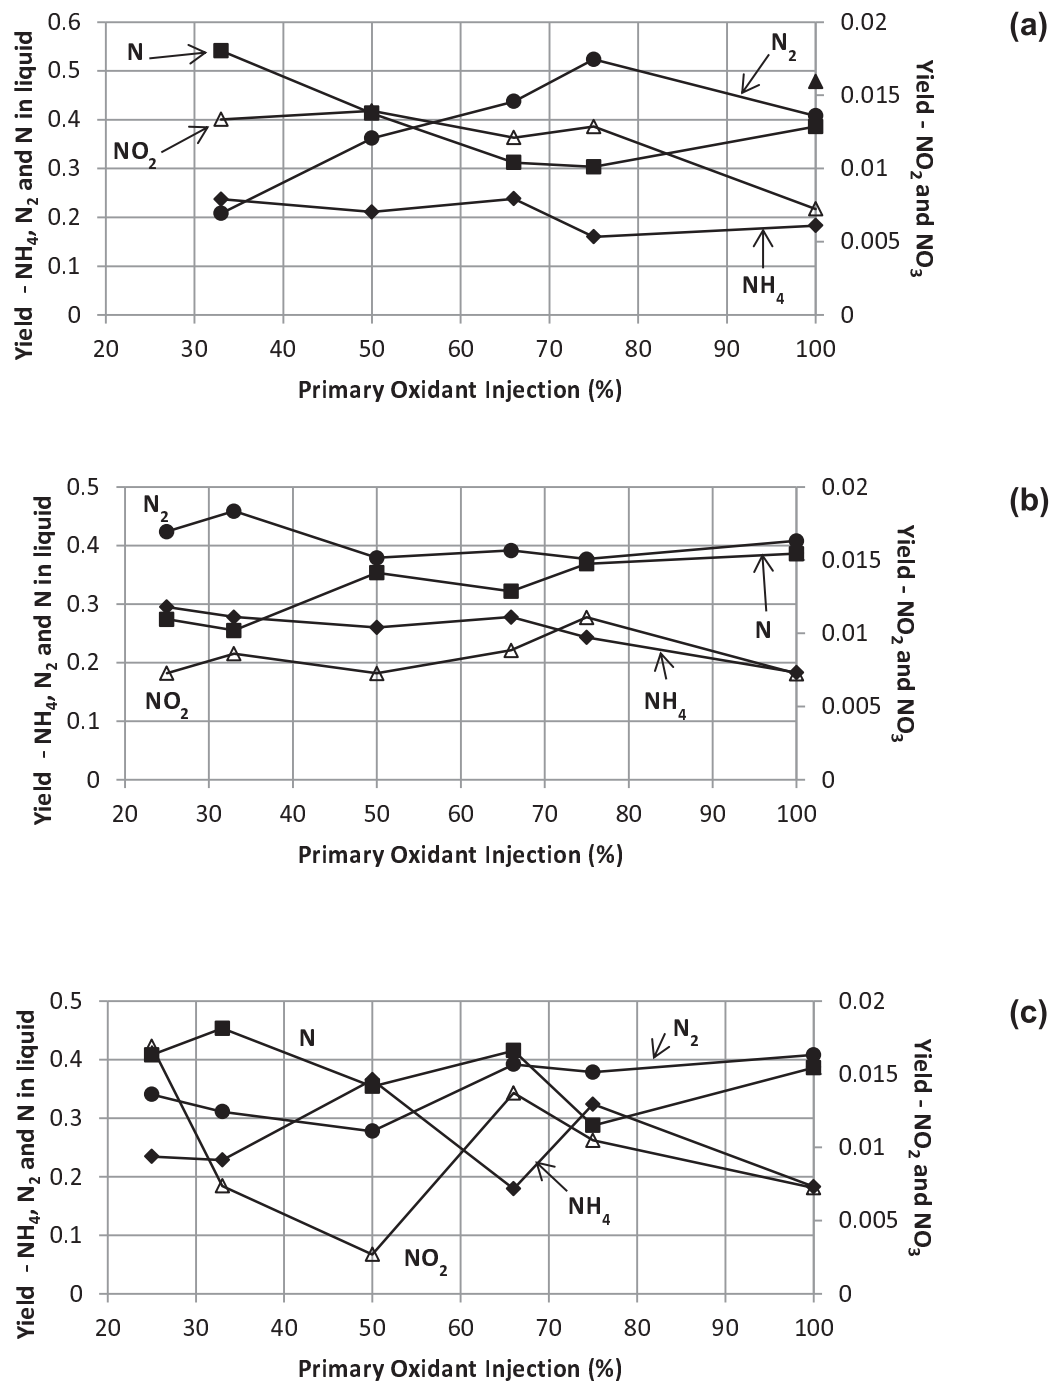 (a)
Yield - NH4, N2 and N in liquid
0.6
0.5
0.4
0.3
0.2
0.1
0
0.02
0.015
0.01
0.005
0
Yield - NO2 and NO3
N
N2
NO2
NH4
20 30 40 50 60 70 80 90 100
Primary Oxidant Injection (%)
(b)
Yield - NH4, N2 and N in liquid
0.5
0.4
0.3
0.2
0.1
0
0.02
0.015
0.01
0.005
0
Yield - NO2 and NO3
N2
N
NO2
NH4
20 30 40 50 60 70 80 90 100
Primary Oxidant Injection (%)
(c)
Yield - NH4, N2 and N in liquid
0.5
0.4
0.3
0.2
0.1
0
0.02
0.015
0.01
0.005
0
Yield - NO2 and NO3
N
N2
NH4
NO2
20 30 40 50 60 70 80 90 100
Primary Oxidant Injection (%)